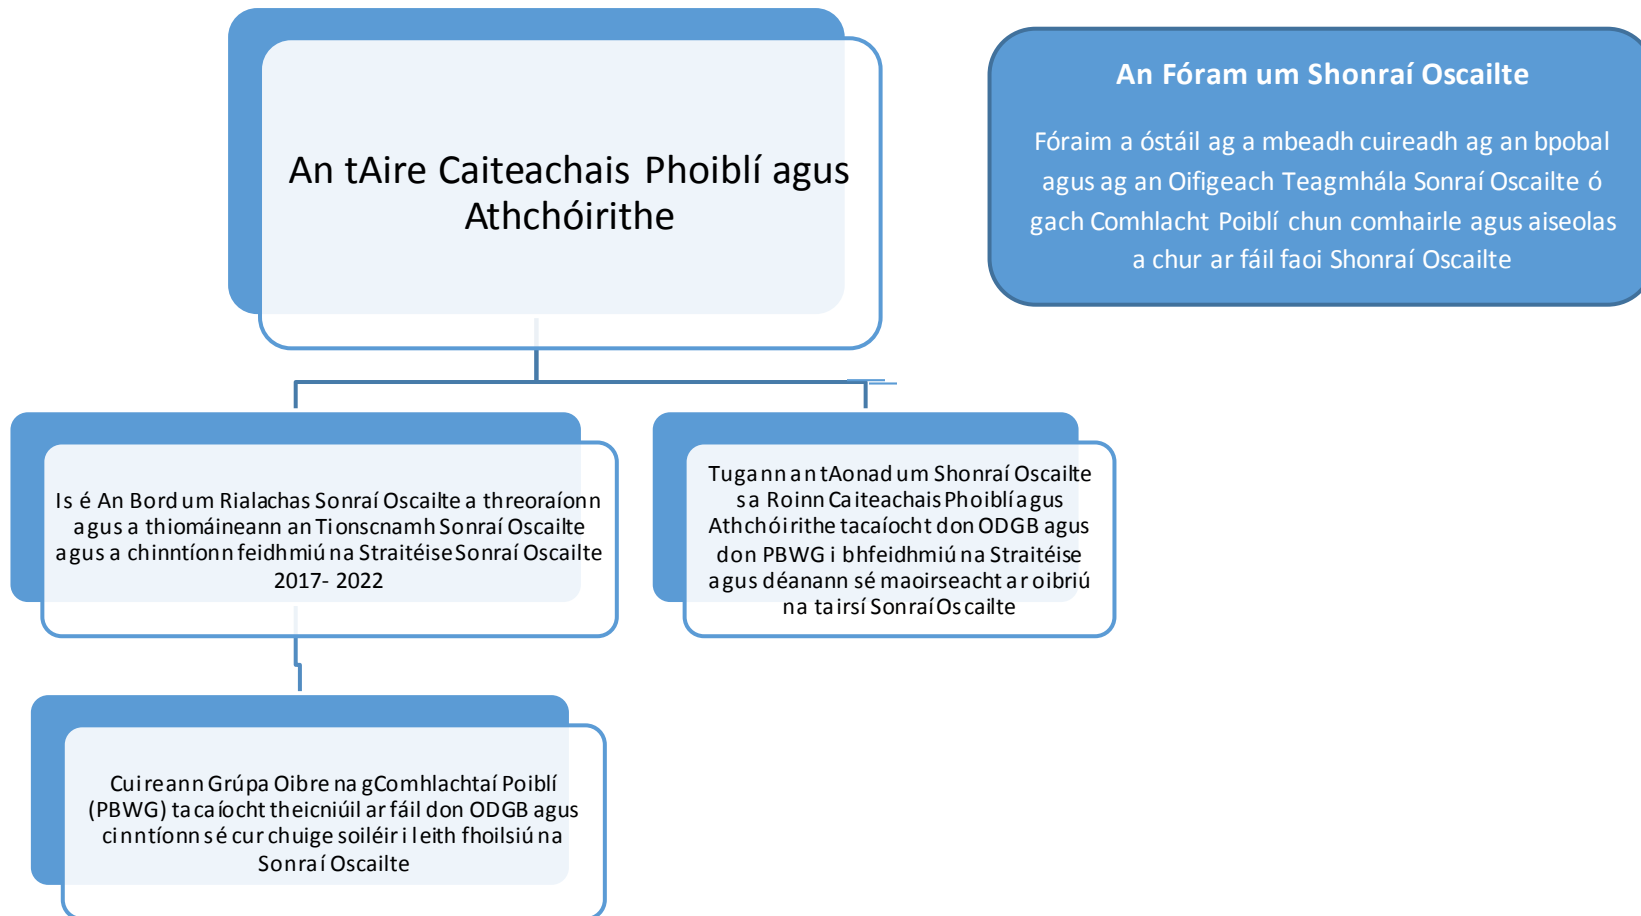 An tAire Caiteachais Phoiblí agus
Athchóirithe
An Fóram um Shonraí Oscailte
Fóraim a óstáil ag a mbeadh cuireadh ag an bpobal
agus ag an Oifigeach Teagmhála Sonraí Oscailte ó
gach Comhlacht Poiblí chun comhairle agus aiseolas
a chur ar fáil faoi Shonraí Oscailte
Is é An Bord um Rialachas Sonraí Oscailte a threoraíonn
agus a thiomáineann an Tionscnamh Sonraí Oscailte
agus a chinntíonn feidhmiú na Straitéise Sonraí Oscailte
2017- 2022
Tugann an tAonad um Shonraí Oscailte
sa Roinn Caiteachais Phoiblí agus
Athchóirithe tacaíocht don ODGB agus
don PBWG i bhfeidhmiú na Straitéise
agus déanann sé maoirseacht ar oibriú
na tairsí Sonraí Oscailte
Cuireann Grúpa Oibre na gComhlachtaí Poiblí
(PBWG) tacaíocht theicniúil ar fáil don ODGB agus
cinntíonn sé cur chuige soiléir i leith fhoilsiú na
Sonraí Oscailte